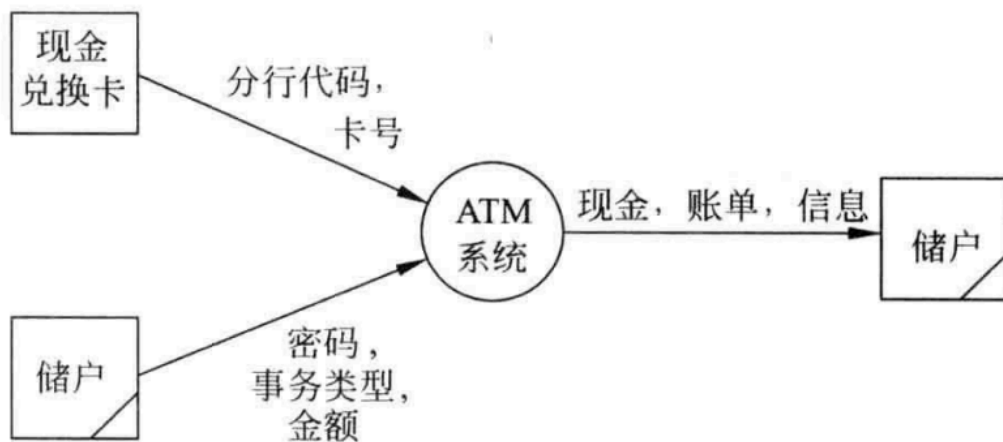 现金
兑换卡
分行代码，
卡号
ATM
系统
现金，账单，信息
储户
储户
密码，
事务类型，
金额